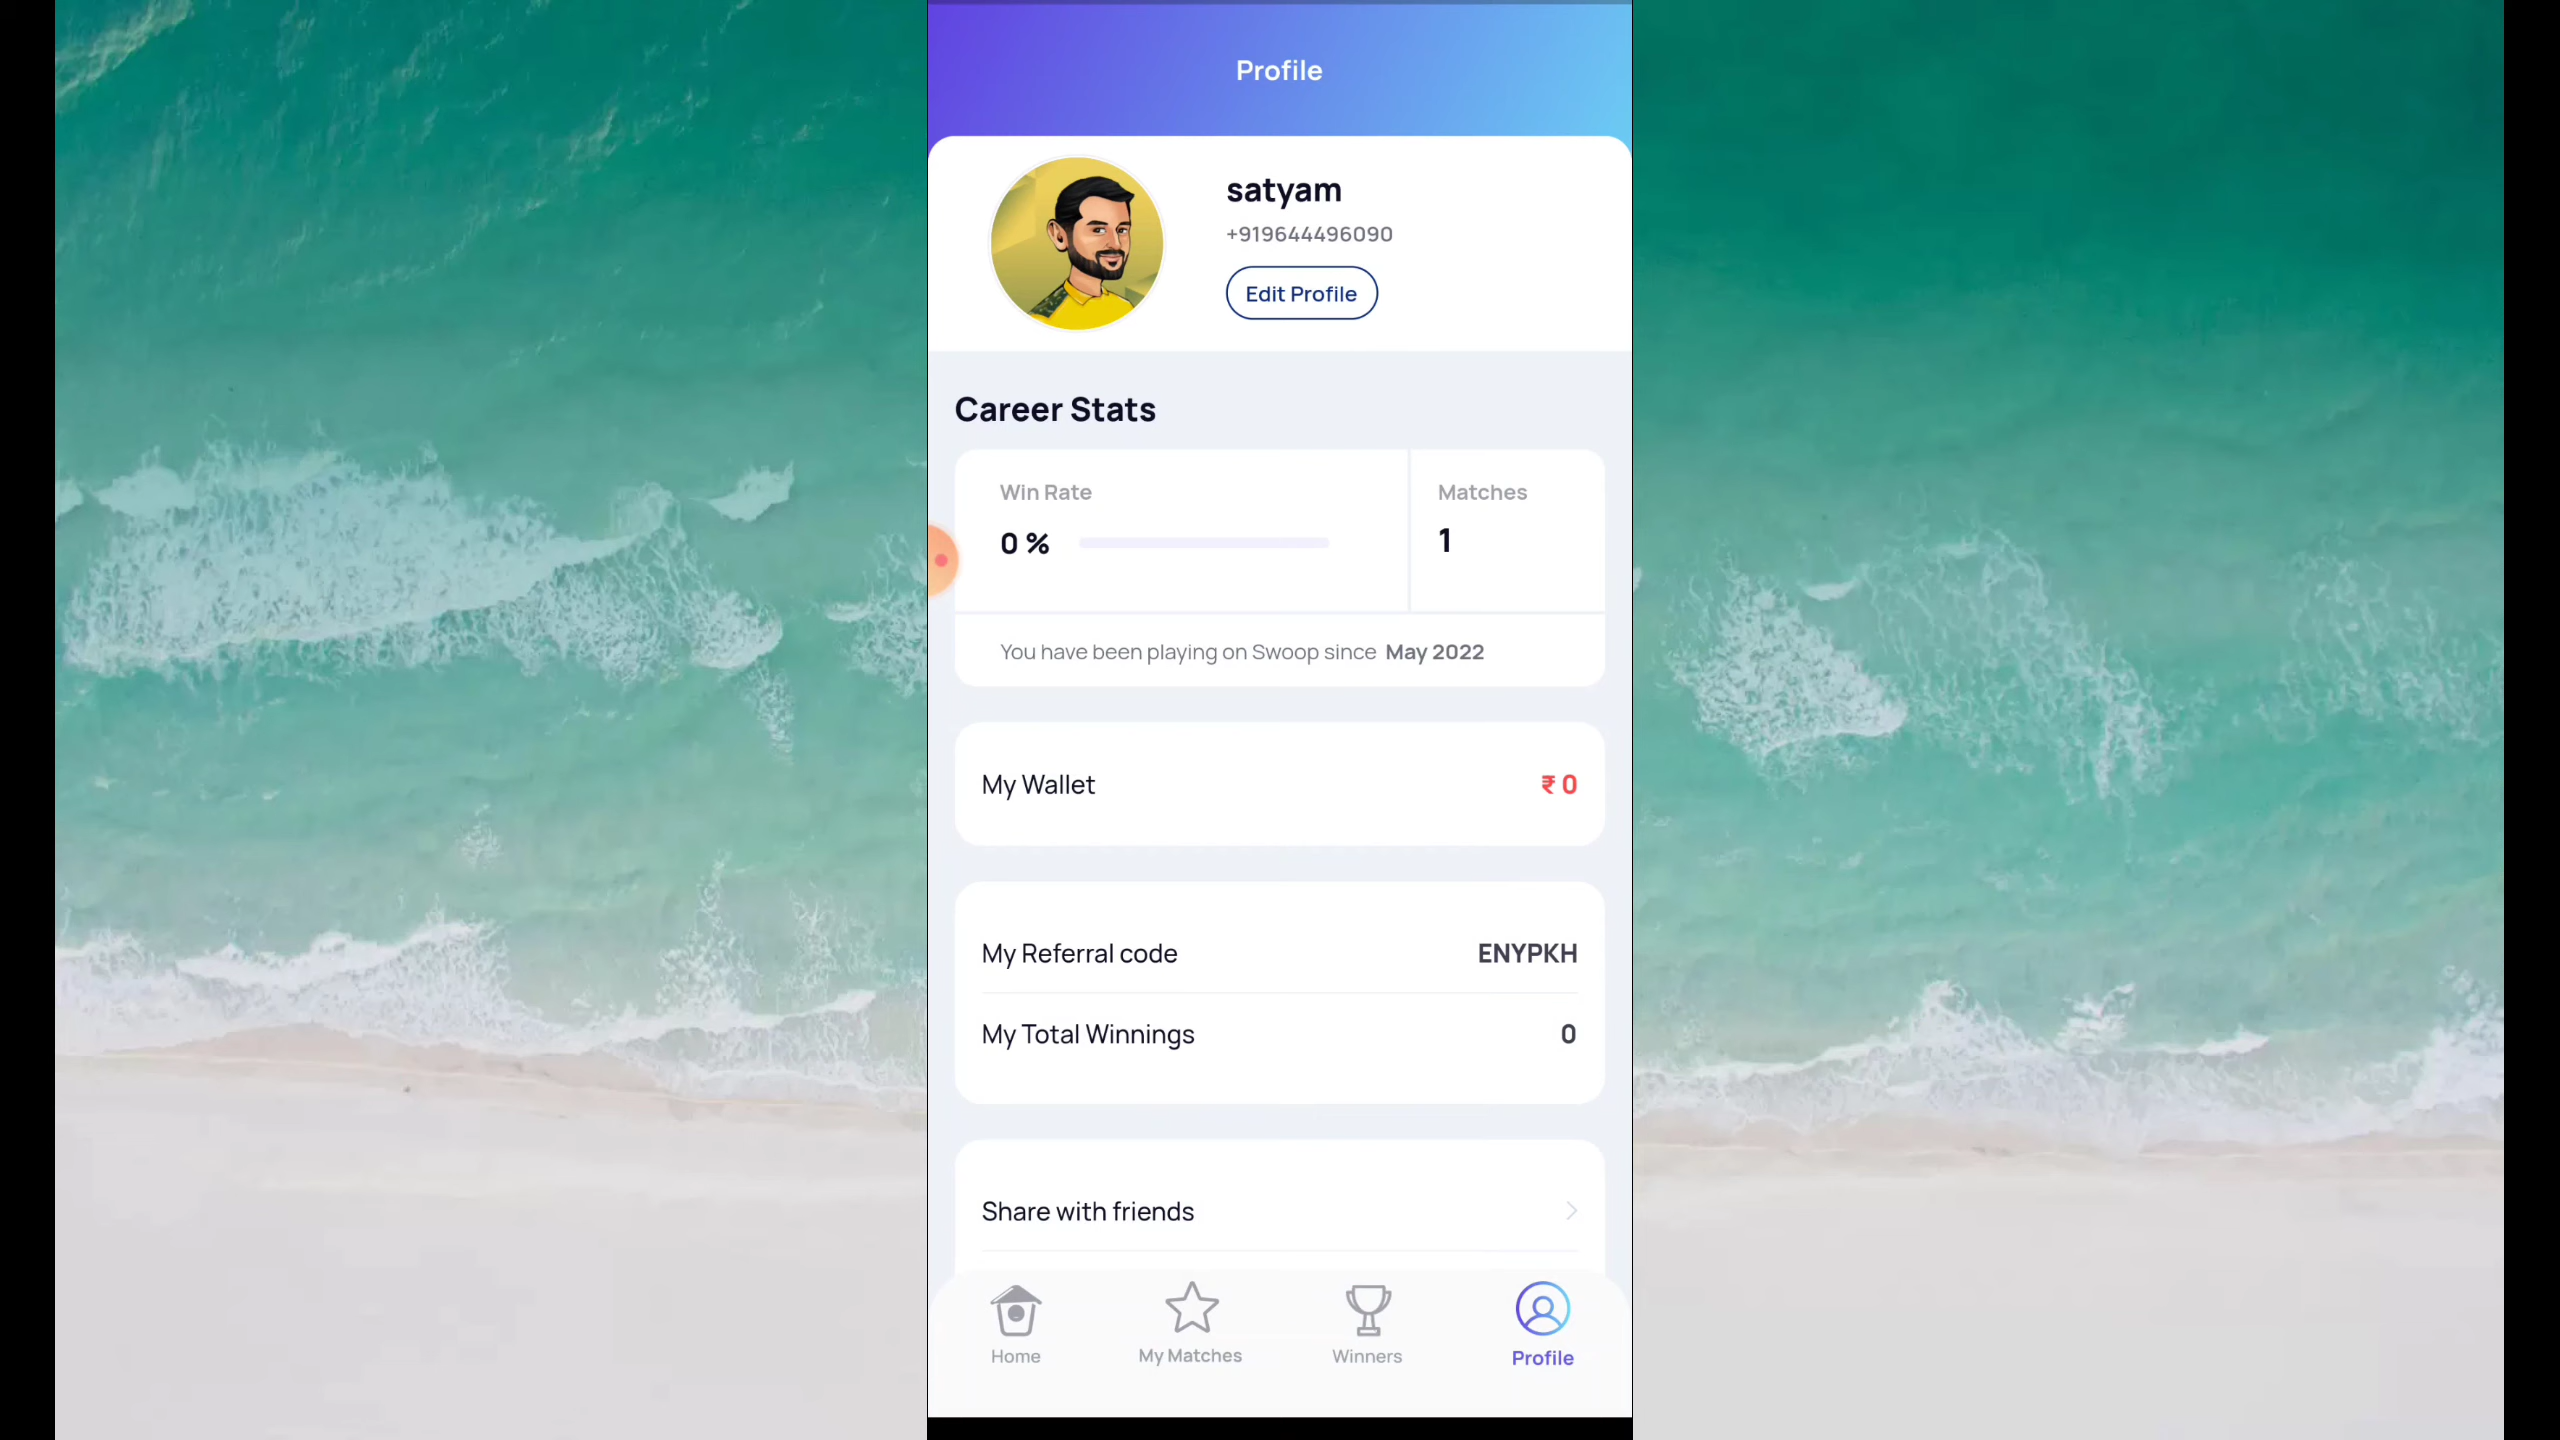 Profile
satyam
+919644496090
Edit Profile
Career Stats
Win Rate
0 %
Matches
1
You have been playing on Swoop since May 2022
My Wallet
₹ 0
My Referral code
ENYPKH
My Total Winnings
0
Share with friends
Home
My Matches
Winners
Profile